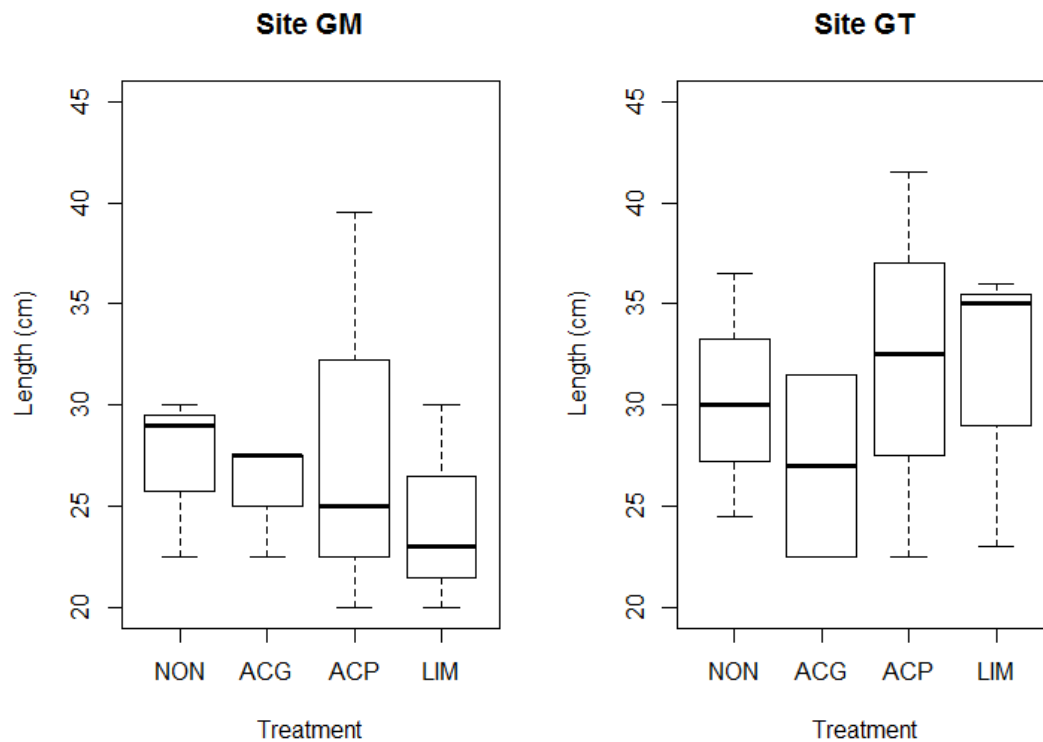 Site GM
Length (cm)
45
40
35
30
25
20
NON ACG ACP LIM
Treatment
Site GT
Length (cm)
45
40
35
30
25
20
NON ACG ACP LIM
Treatment